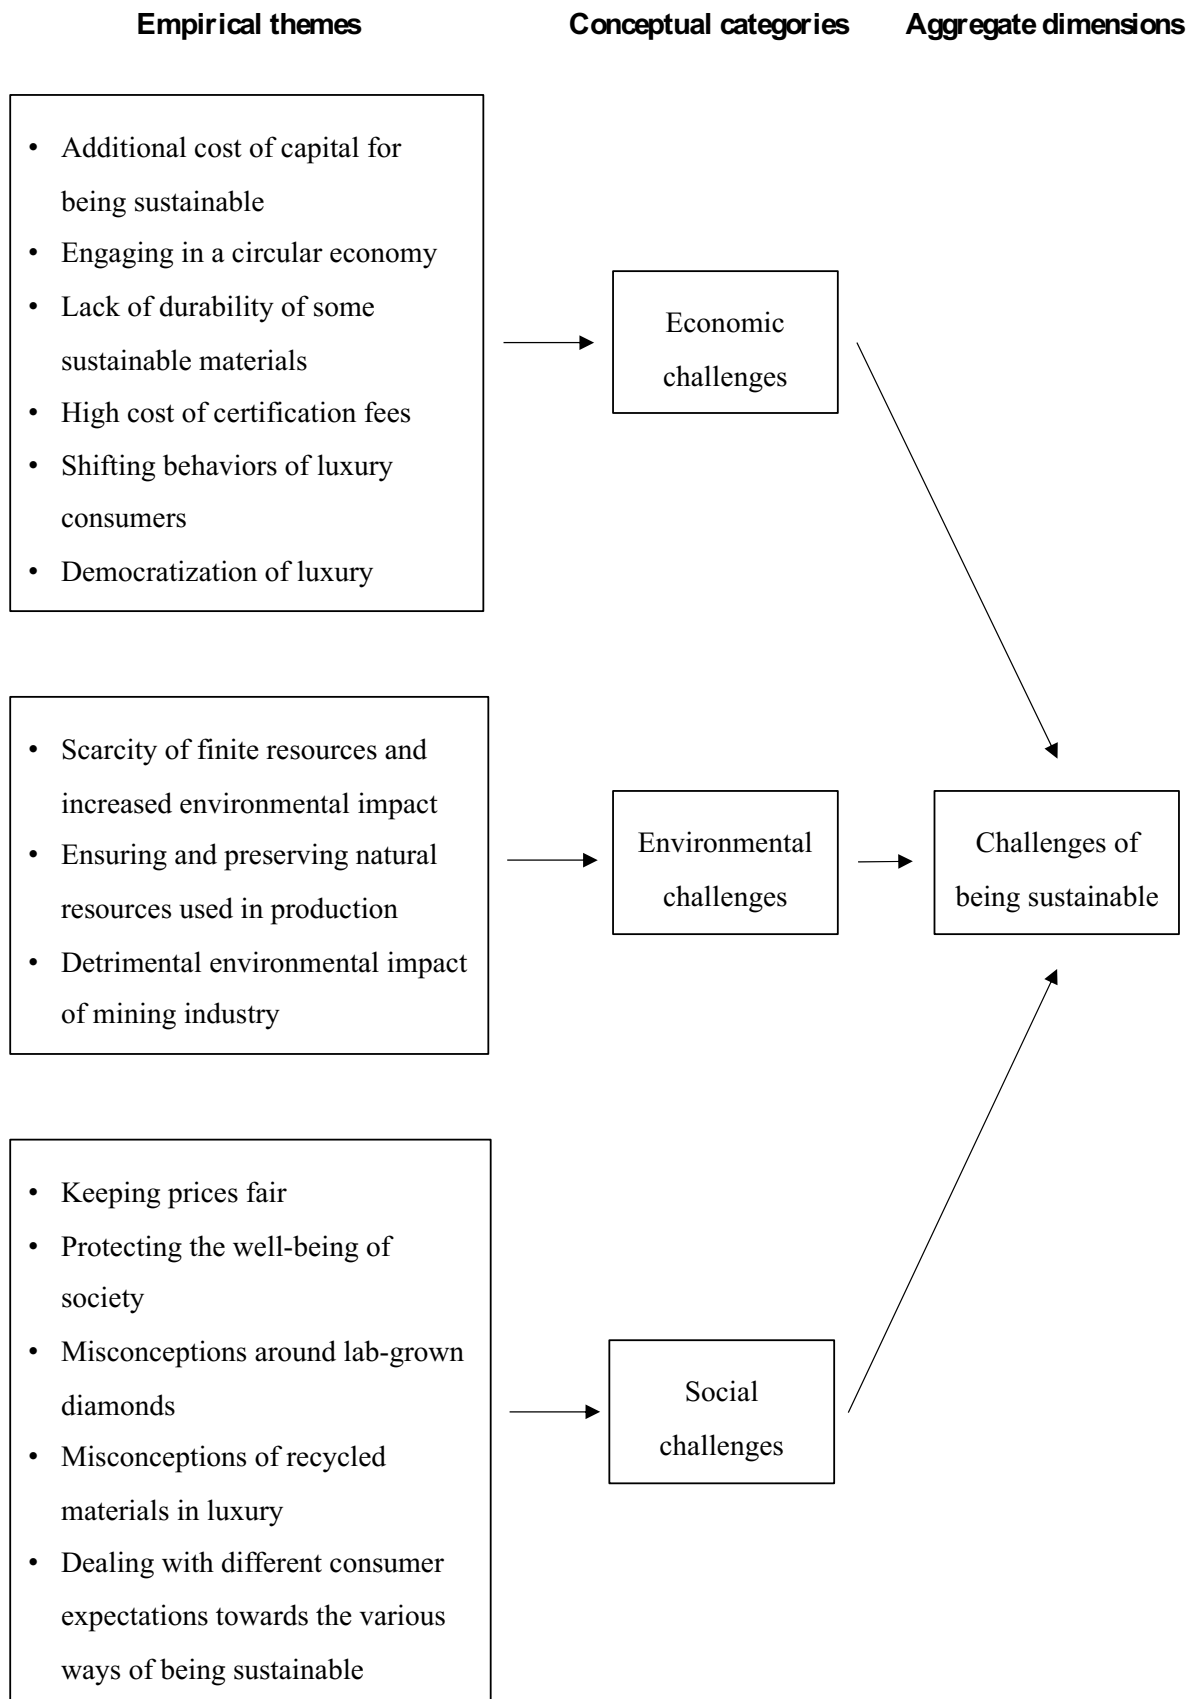 Empirical themes
Conceptual categories
Aggregate dimensions
• Additional cost of capital for
being sustainable
• Engaging in a circular economy
• Lack of durability of some
sustainable materials
• High cost of certification fees
• Shifting behaviors of luxury
consumers
• Democratization of luxury
Economic
challenges
• Scarcity of finite resources and
increased environmental impact
• Ensuring and preserving natural
resources used in production
• Detrimental environmental impact
of mining industry
Environmental
challenges
Challenges of
being sustainable
• Keeping prices fair
• Protecting the well-being of
society
• Misconceptions around lab-grown
diamonds
• Misconceptions of recycled
materials in luxury
• Dealing with different consumer
expectations towards the various
ways of being sustainable
Social
challenges